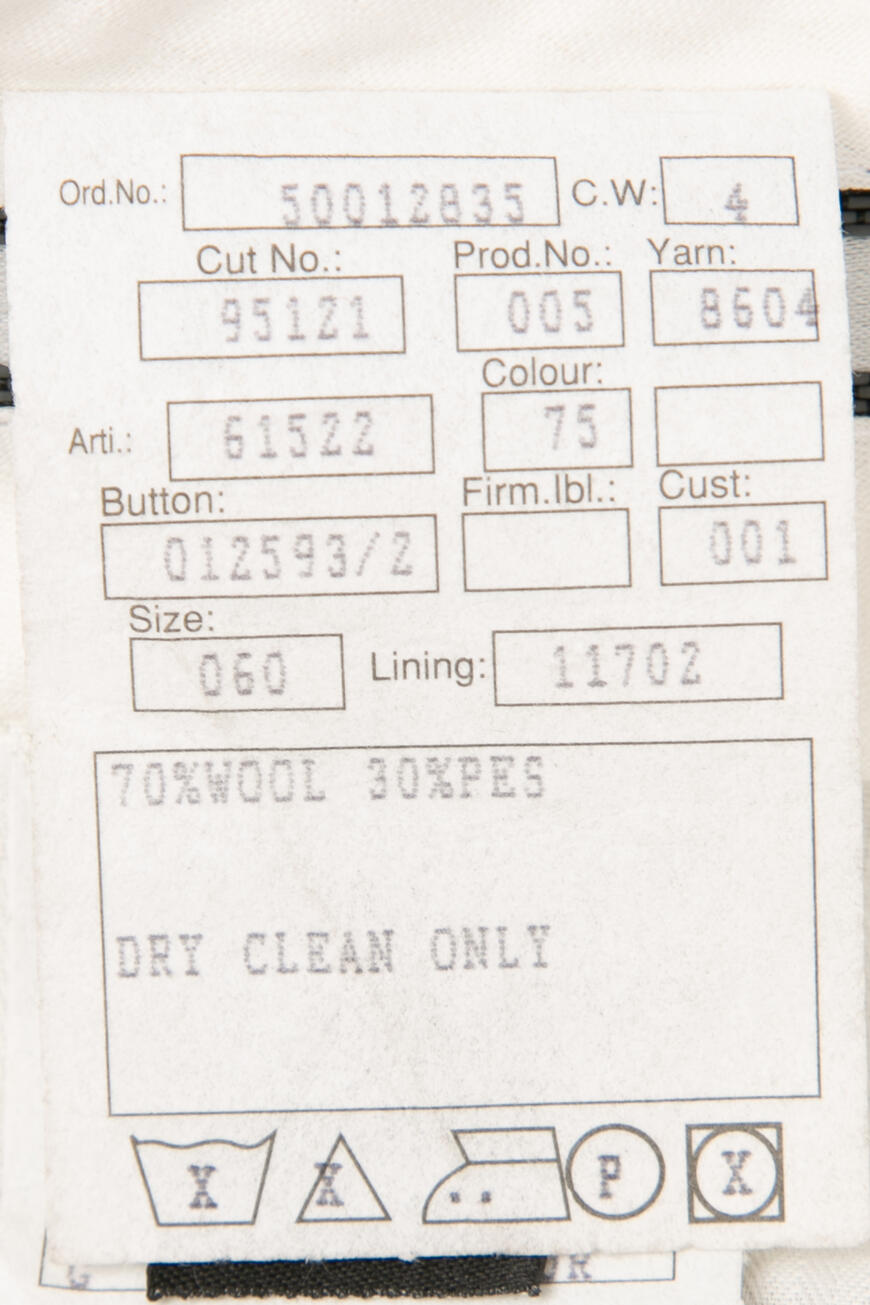 Ord.No.: 50012835 C.W: 4
Cut No.: Prod.No.: Yarn:
95121 005 8604
Colour:
Arti.: 61522 75
Button: Firm.lbl.: Cust:
012593/2 001
Size:
060 Lining: 11702
70%WOOL 30%PES
DRY CLEAN ONLY
X X P X